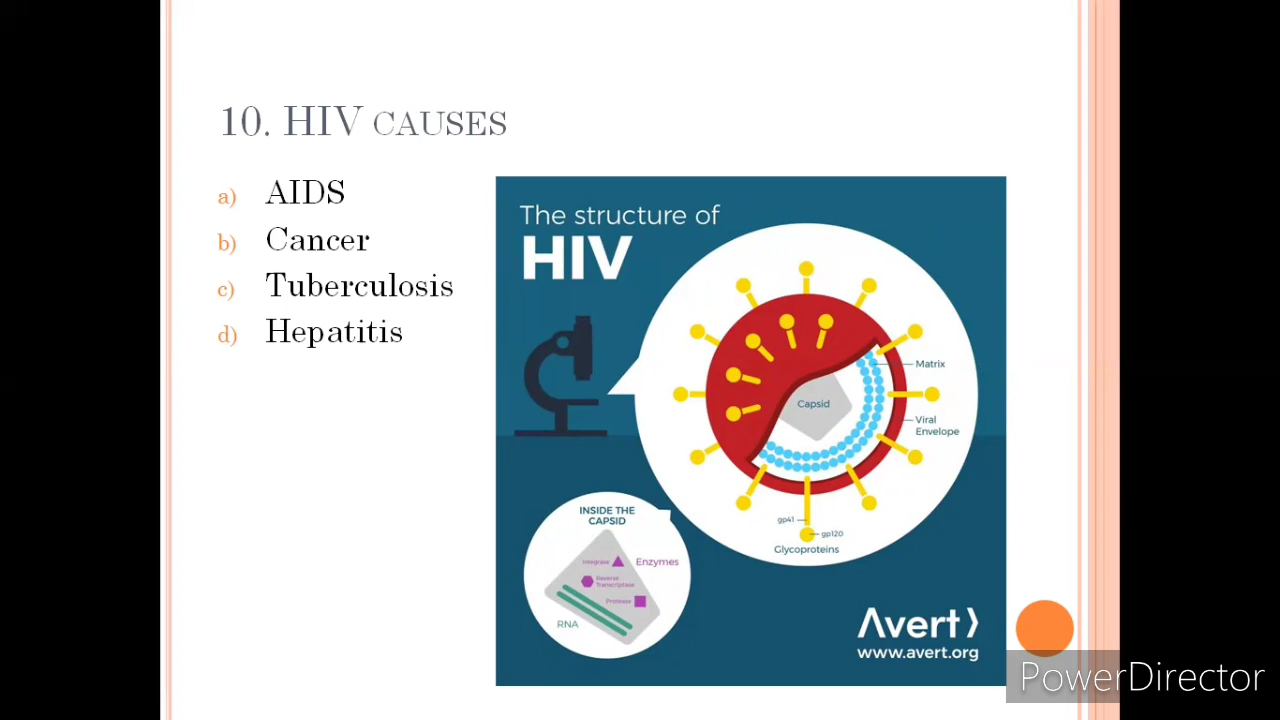 10. HIV CAUSES
a) AIDS
b) Cancer
c) Tuberculosis
d) Hepatitis
The structure of
HIV
Matrix
Capsid
Viral
Envelope
gp41
gp120
Glycoproteins
INSIDE THE
CAPSID
Integrase
Enzymes
Reverse
Transcriptase
Protease
RNA
Avert
www.avert.org
PowerDirector